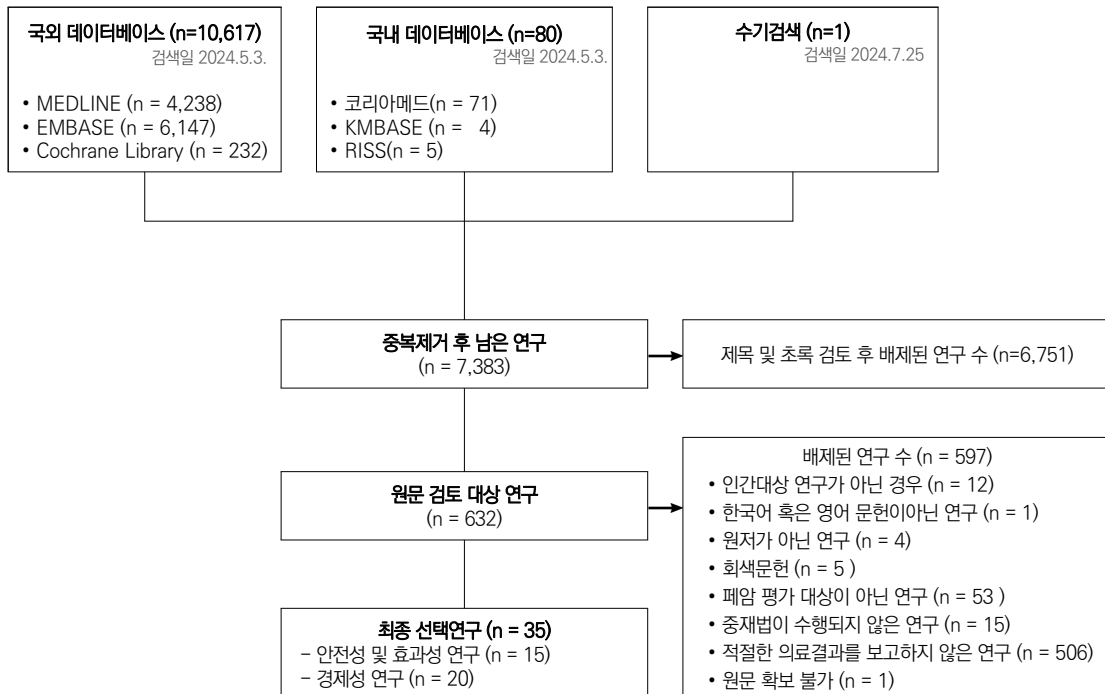 국외 데이터베이스 (n=10,617)
검색일 2024.5.3.
• MEDLINE (n = 4,238)
• EMBASE (n = 6,147)
• Cochrane Library (n = 232)
국내 데이터베이스 (n=80)
검색일 2024.5.3.
• 코리아메드(n = 71)
• KMBASE (n = 4)
• RISS(n = 5)
수기검색 (n=1)
검색일 2024.7.25
중복제거 후 남은 연구
(n = 7,383)
제목 및 초록 검토 후 배제된 연구 수 (n=6,751)
원문 검토 대상 연구
(n = 632)
배제된 연구 수 (n = 597)
• 인간대상 연구가 아닌 경우 (n = 12)
• 한국어 혹은 영어 문헌이아닌 연구 (n = 1)
• 원저가 아닌 연구 (n = 4)
• 회색문헌 (n = 5 )
• 페암 평가 대상이 아닌 연구 (n = 53 )
• 중재법이 수행되지 않은 연구 (n = 15)
• 적절한 의료결과를 보고하지 않은 연구 (n = 506)
• 원문 확보 불가 (n = 1)
최종 선택연구 (n = 35)
– 안전성 및 효과성 연구 (n = 15)
– 경제성 연구 (n = 20)